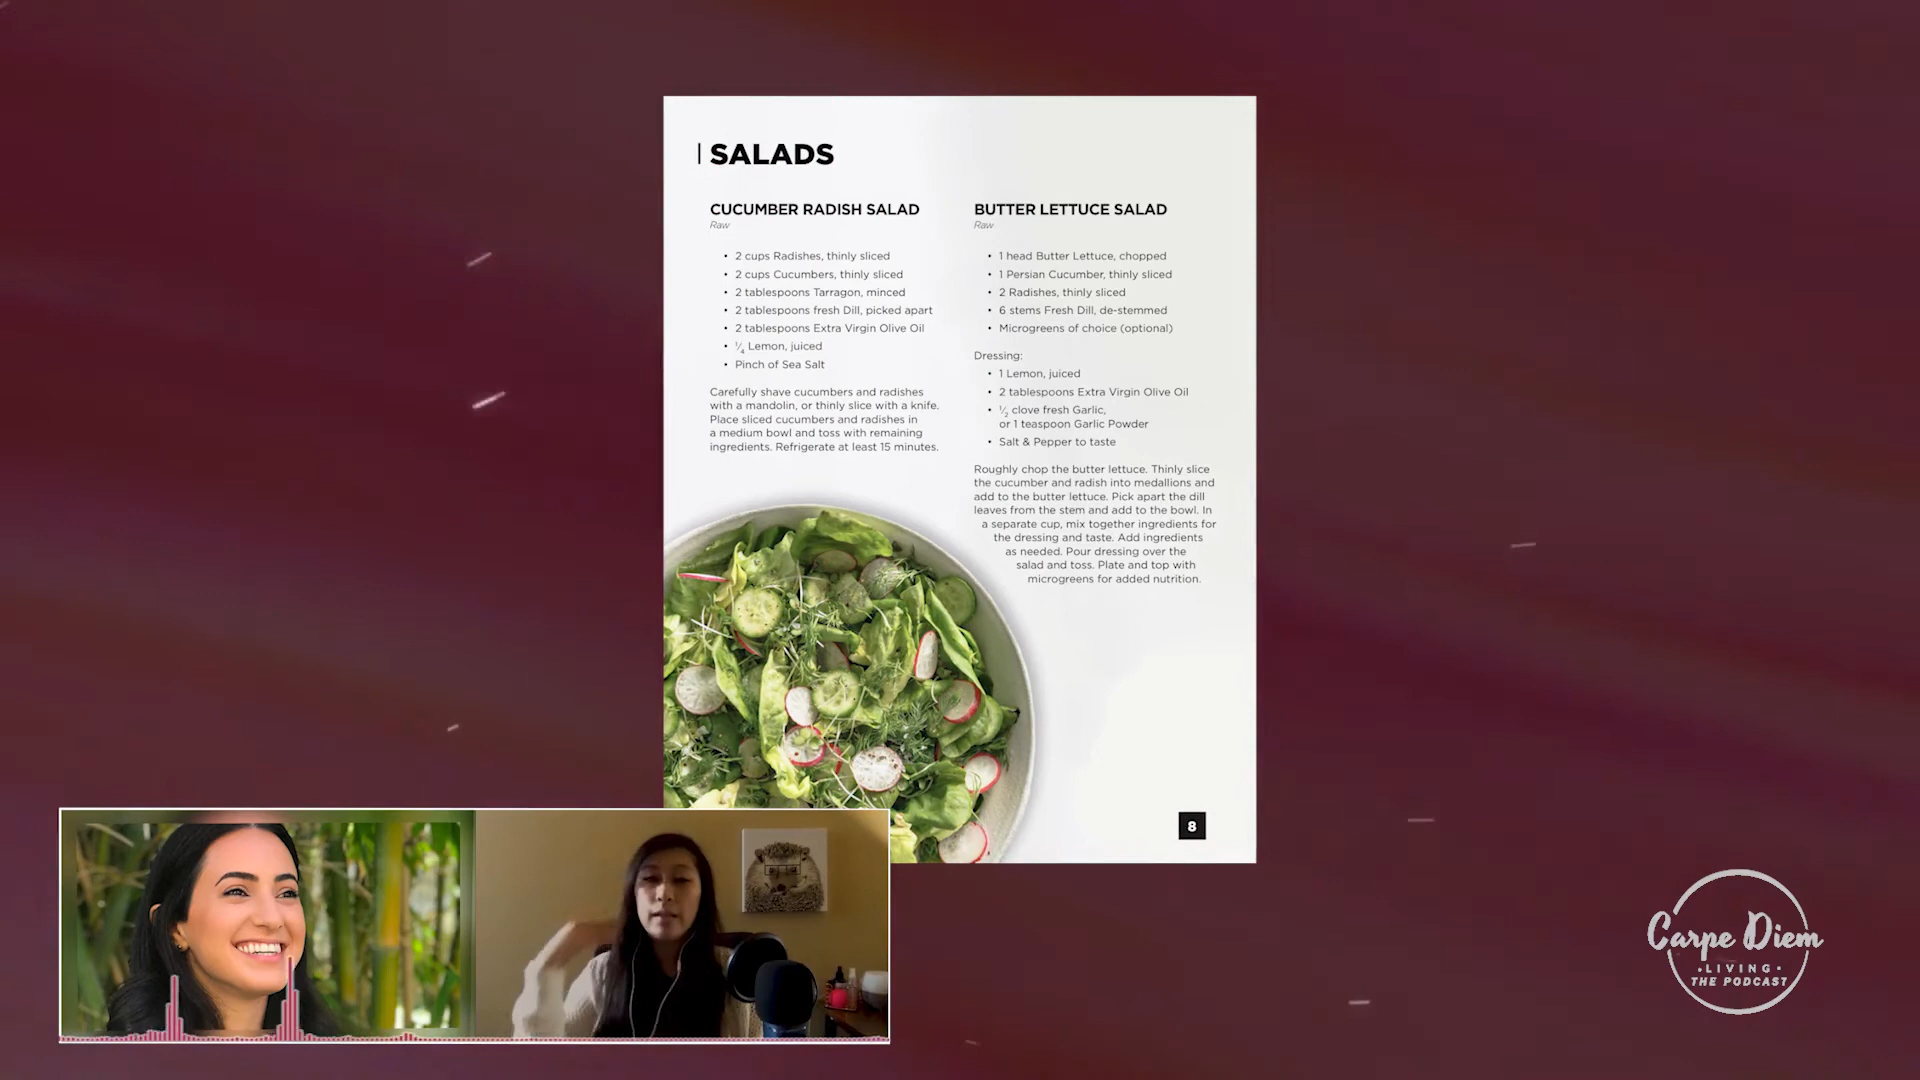 SALADS
CUCUMBER RADISH SALAD
Raw
• 2 cups Radishes, thinly sliced
• 2 cups Cucumbers, thinly sliced
• 2 tablespoons Tarragon, minced
• 2 tablespoons fresh Dill, picked apart
• 2 tablespoons Extra Virgin Olive Oil
• 1/4 Lemon, juiced
• Pinch of Sea Salt
Carefully shave cucumbers and radishes
with a mandolin, or thinly slice with a knife.
Place sliced cucumbers and radishes in
a medium bowl and toss with remaining
ingredients. Refrigerate at least 15 minutes.
BUTTER LETTUCE SALAD
Raw
• 1 head Butter Lettuce, chopped
• 1 Persian Cucumber, thinly sliced
• 2 Radishes, thinly sliced
• 6 stems Fresh Dill, de-stemmed
• Microgreens of choice (optional)
Dressing:
• 1 Lemon, juiced
• 2 tablespoons Extra Virgin Olive Oil
• 1/2 clove fresh Garlic,
or 1 teaspoon Garlic Powder
• Salt & Pepper to taste
Roughly chop the butter lettuce. Thinly slice
the cucumber and radish into medallions and
add to the butter lettuce. Pick apart the dill
leaves from the stem and add to the bowl. In
a separate cup, mix together ingredients for
the dressing and taste. Add ingredients
as needed. Pour dressing over the
salad and toss. Plate and top with
microgreens for added nutrition.
8
Carpe Diem
• LIVING •
THE PODCAST